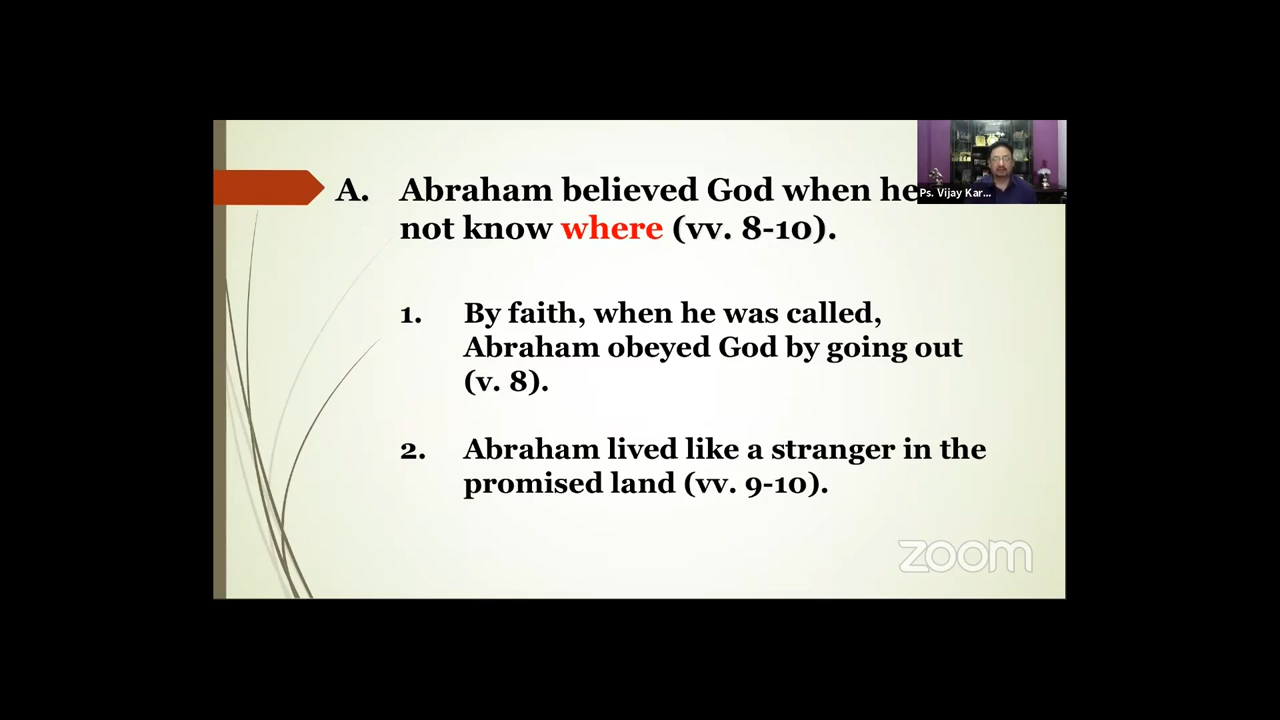 A. Abraham believed God when he
not know where (vv. 8-10).
1. By faith, when he was called,
Abraham obeyed God by going out
(v. 8).
2. Abraham lived like a stranger in the
promised land (vv. 9-10).
Ps. Vijay Kar...
zoom